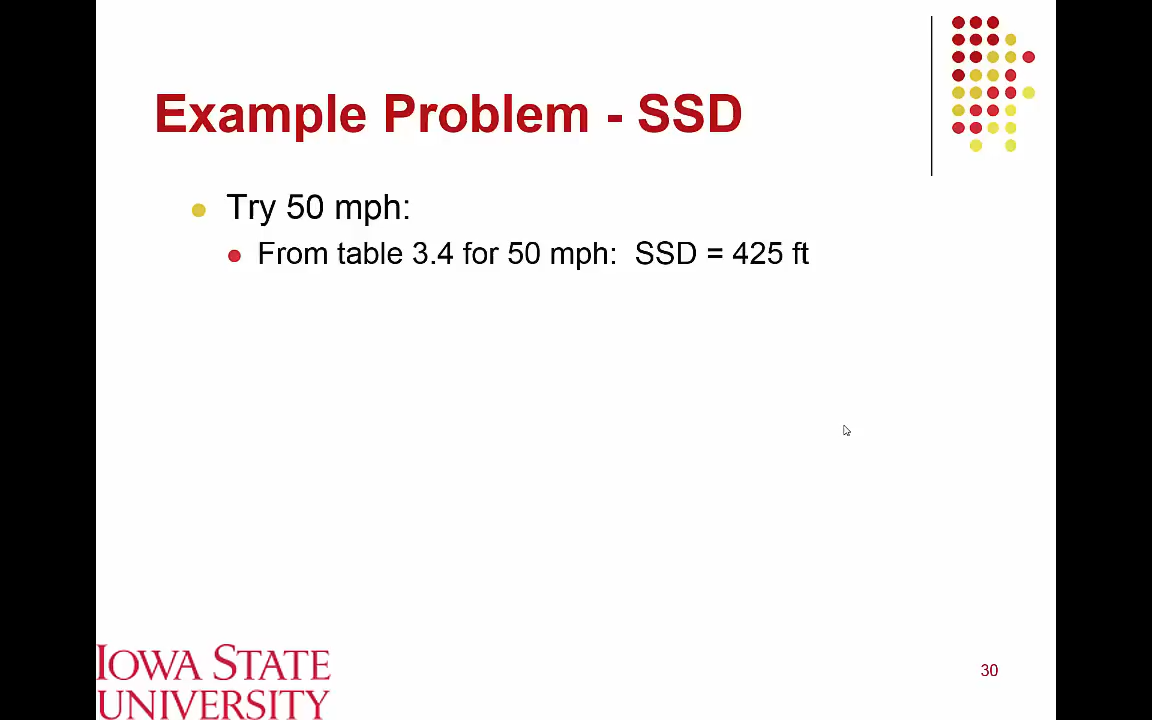 Example Problem - SSD
Try 50 mph:
From table 3.4 for 50 mph: SSD = 425 ft
IOWA STATE
UNIVERSITY
30